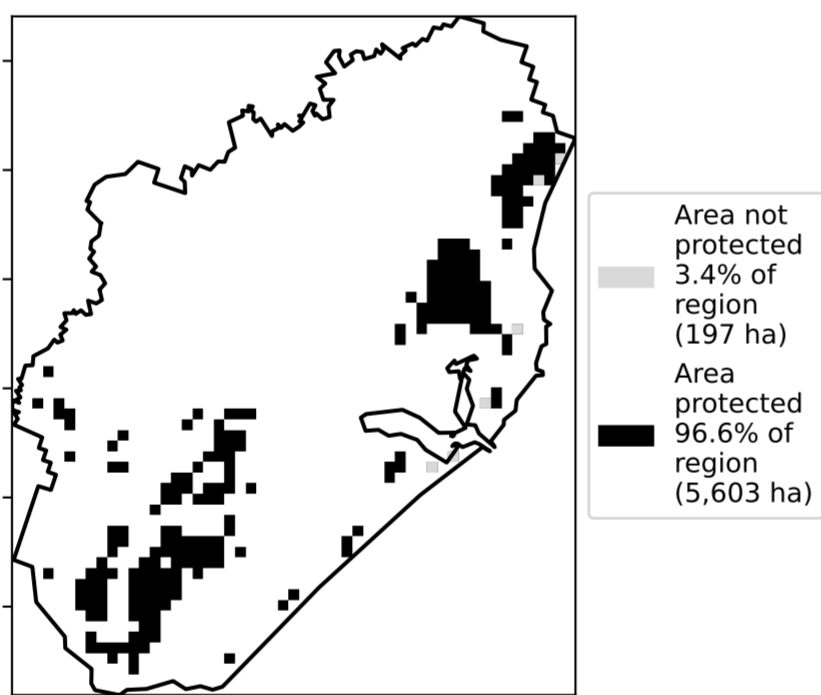 Area not
protected
3.4% of
region
(197 ha)
Area
protected
96.6% of
region
(5,603 ha)